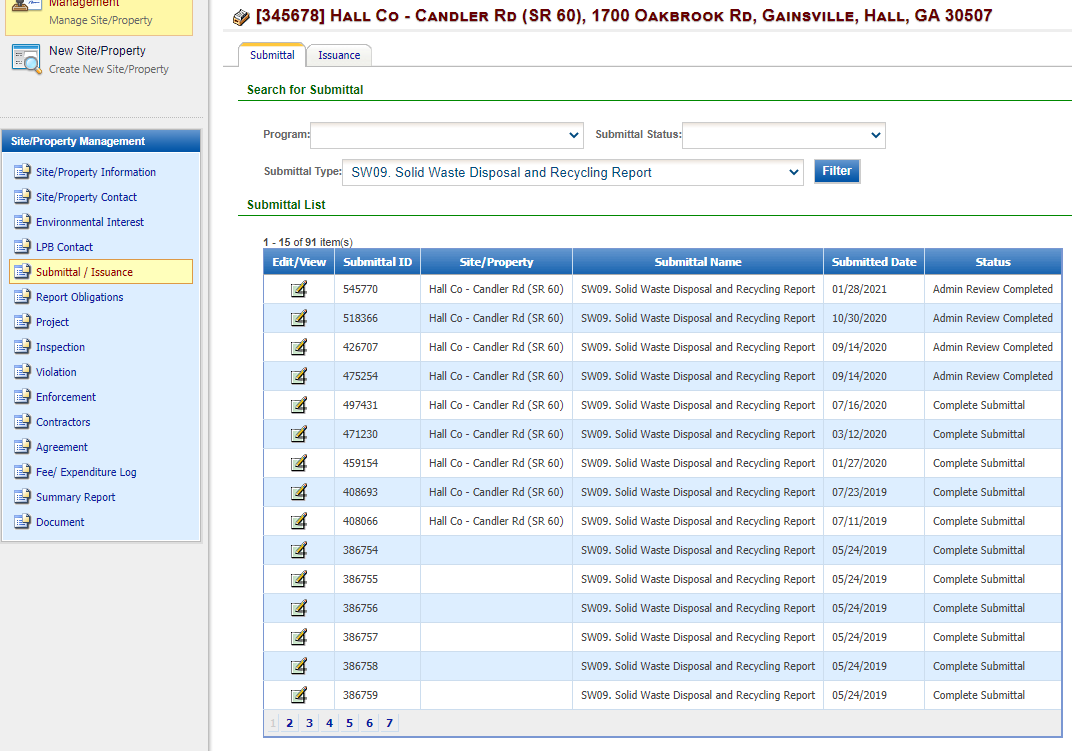 Management
Manage Site/Property
New Site/Property
Create New Site/Property
Site/Property Management
Site/Property Information
Site/Property Contact
Environmental Interest
LPB Contact
Submittal / Issuance
Report Obligations
Project
Inspection
Violation
Enforcement
Contractors
Agreement
Fee/ Expenditure Log
Summary Report
Document
[345678] Hall Co - Candler Rd (SR 60), 1700 Oakbrook Rd, Gainsville, Hall, GA 30507
Submittal Issuance
Search for Submittal
Program: Submittal Status:
Submittal Type: SW09. Solid Waste Disposal and Recycling Report Filter
Submittal List
1 - 15 of 91 item(s)
Edit/View Submittal ID Site/Property Submittal Name Submitted Date Status
545770 Hall Co - Candler Rd (SR 60) SW09. Solid Waste Disposal and Recycling Report 01/28/2021 Admin Review Completed
518366 Hall Co - Candler Rd (SR 60) SW09. Solid Waste Disposal and Recycling Report 10/30/2020 Admin Review Completed
426707 Hall Co - Candler Rd (SR 60) SW09. Solid Waste Disposal and Recycling Report 09/14/2020 Admin Review Completed
475254 Hall Co - Candler Rd (SR 60) SW09. Solid Waste Disposal and Recycling Report 09/14/2020 Admin Review Completed
497431 Hall Co - Candler Rd (SR 60) SW09. Solid Waste Disposal and Recycling Report 07/16/2020 Complete Submittal
471230 Hall Co - Candler Rd (SR 60) SW09. Solid Waste Disposal and Recycling Report 03/12/2020 Complete Submittal
459154 Hall Co - Candler Rd (SR 60) SW09. Solid Waste Disposal and Recycling Report 01/27/2020 Complete Submittal
408693 Hall Co - Candler Rd (SR 60) SW09. Solid Waste Disposal and Recycling Report 07/23/2019 Complete Submittal
408066 Hall Co - Candler Rd (SR 60) SW09. Solid Waste Disposal and Recycling Report 07/11/2019 Complete Submittal
386754 SW09. Solid Waste Disposal and Recycling Report 05/24/2019 Complete Submittal
386755 SW09. Solid Waste Disposal and Recycling Report 05/24/2019 Complete Submittal
386756 SW09. Solid Waste Disposal and Recycling Report 05/24/2019 Complete Submittal
386757 SW09. Solid Waste Disposal and Recycling Report 05/24/2019 Complete Submittal
386758 SW09. Solid Waste Disposal and Recycling Report 05/24/2019 Complete Submittal
386759 SW09. Solid Waste Disposal and Recycling Report 05/24/2019 Complete Submittal
1 2 3 4 5 6 7